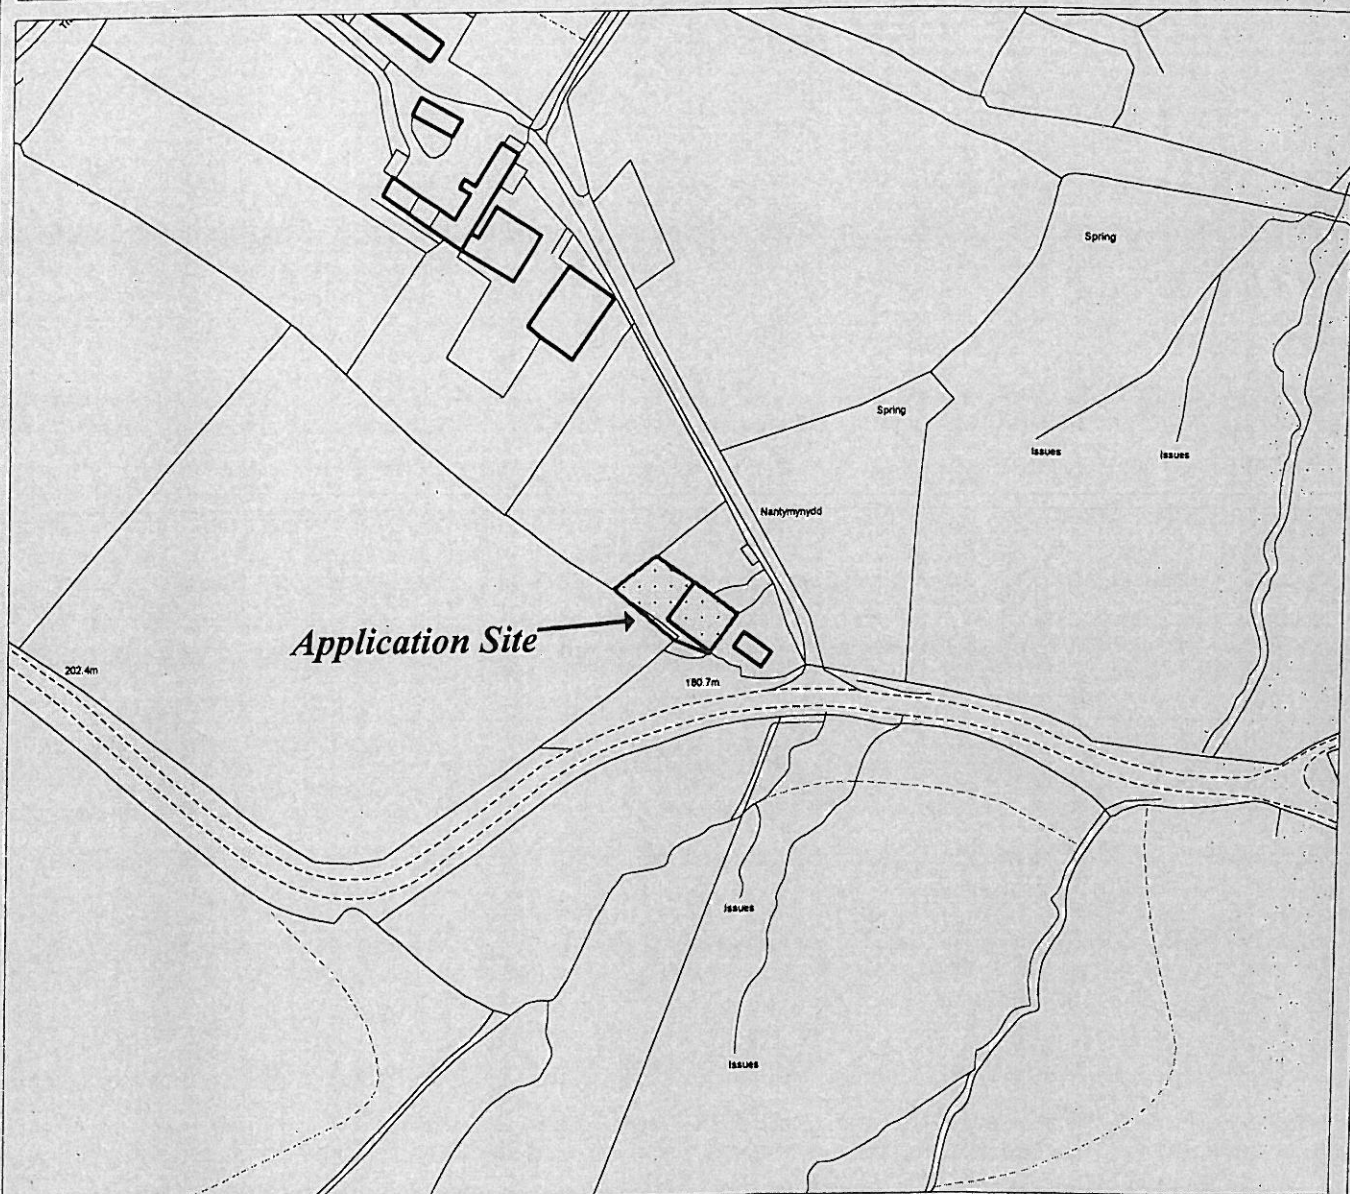 Spring
Spring
Issues
Issues
Nantymynydd
Application Site
202.4m
180.7m
Issues
Issues